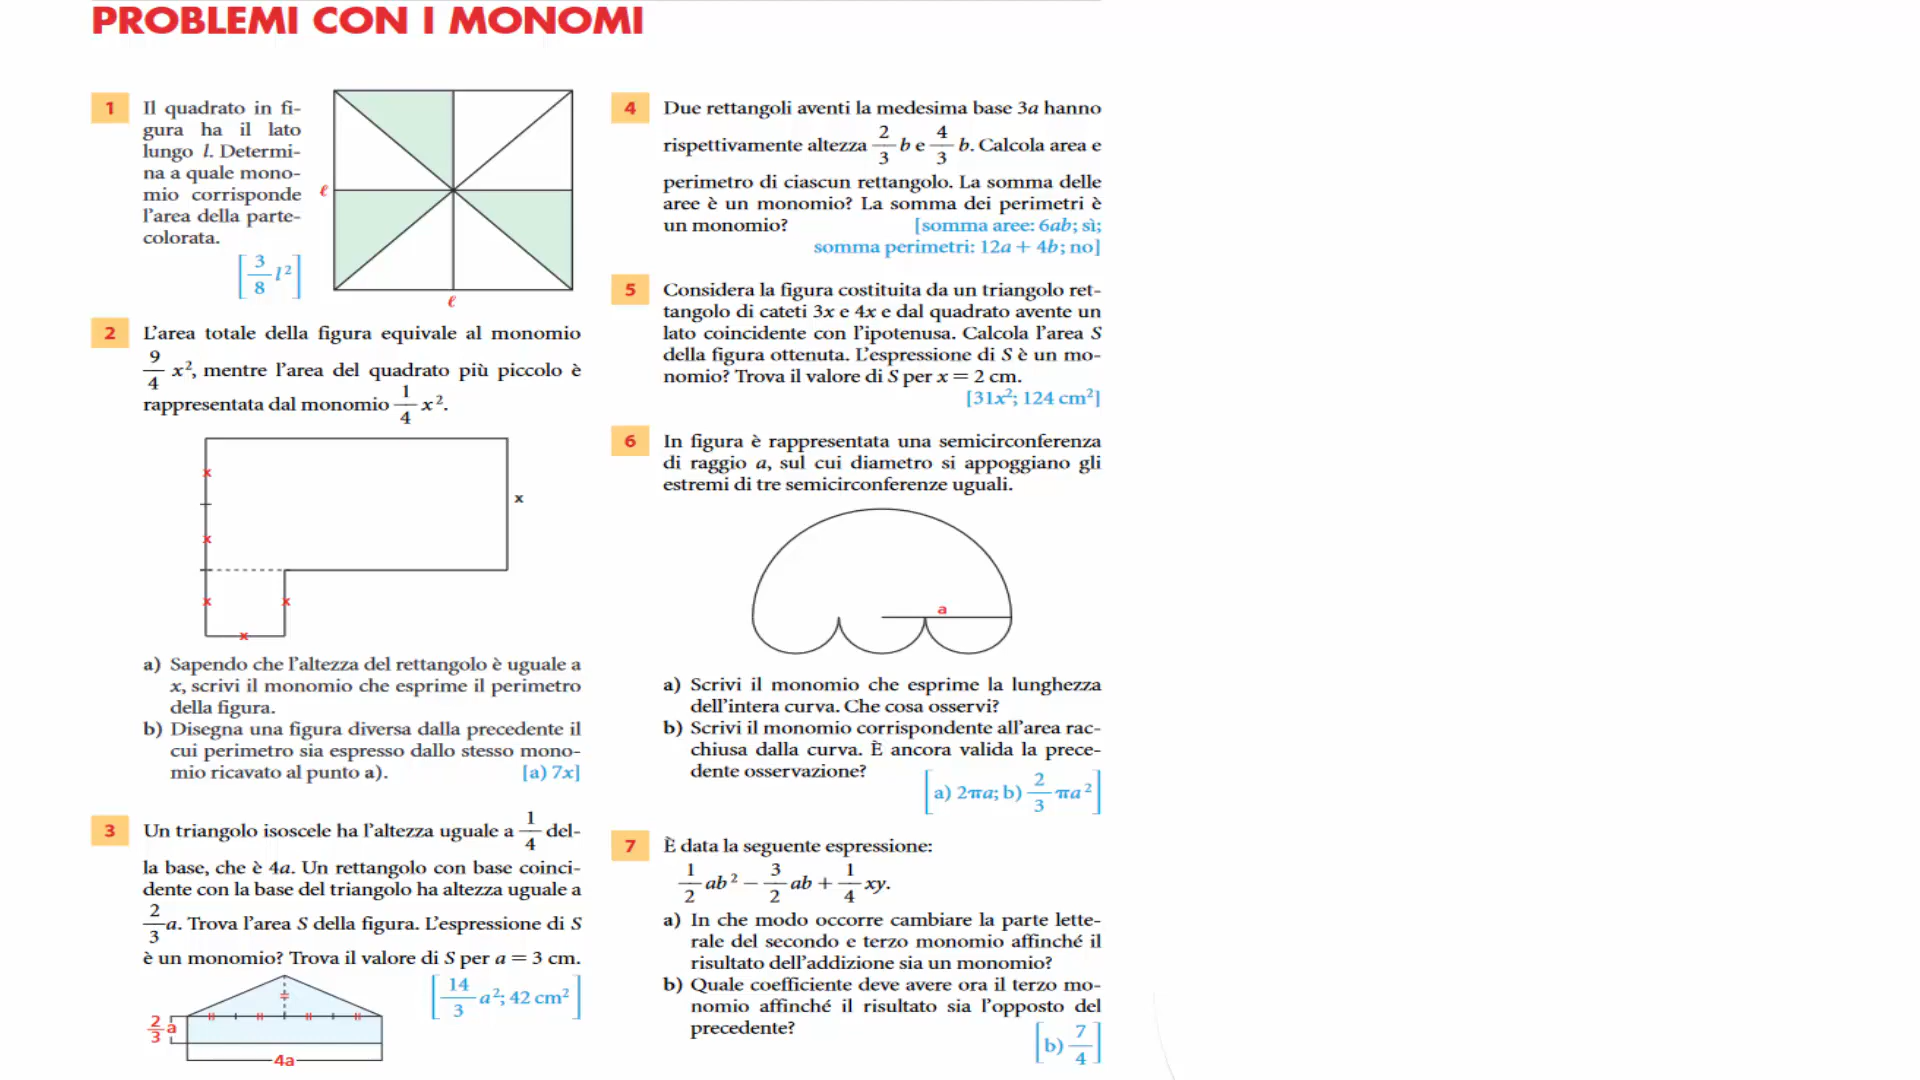 PROBLEMI CON I MONOMI
1 Il quadrato in fi-
gura ha il lato
lungo l. Determi-
na a quale mono-
mio corrisponde
l'area della parte-
colorata.
[3/8 l²]
ℓ
ℓ
2 L'area totale della figura equivale al monomio
9/4 x², mentre l'area del quadrato più piccolo è
rappresentata dal monomio 1/4 x².
x
x
x
x
x
x
a) Sapendo che l'altezza del rettangolo è uguale a
x, scrivi il monomio che esprime il perimetro
della figura.
b) Disegna una figura diversa dalla precedente il
cui perimetro sia espresso dallo stesso mono-
mio ricavato al punto a). [a) 7x]
3 Un triangolo isoscele ha l'altezza uguale a 1/4 del-
la base, che è 4a. Un rettangolo con base coinci-
dente con la base del triangolo ha altezza uguale a
2/3 a. Trova l'area S della figura. L'espressione di S
è un monomio? Trova il valore di S per a = 3 cm.
[14/3 a²; 42 cm²]
2/3 a
4a
4 Due rettangoli aventi la medesima base 3a hanno
rispettivamente altezza 2/3 b e 4/3 b. Calcola area e
perimetro di ciascun rettangolo. La somma delle
aree è un monomio? La somma dei perimetri è
un monomio? [somma aree: 6ab; sì;
somma perimetri: 12a + 4b; no]
5 Considera la figura costituita da un triangolo ret-
tangolo di cateti 3x e 4x e dal quadrato avente un
lato coincidente con l'ipotenusa. Calcola l'area S
della figura ottenuta. L'espressione di S è un mo-
nomio? Trova il valore di S per x = 2 cm.
[31x²; 124 cm²]
6 In figura è rappresentata una semicirconferenza
di raggio a, sul cui diametro si appoggiano gli
estremi di tre semicirconferenze uguali.
a
a) Scrivi il monomio che esprime la lunghezza
dell'intera curva. Che cosa osservi?
b) Scrivi il monomio corrispondente all'area rac-
chiusa dalla curva. È ancora valida la prece-
dente osservazione?
[a) 2πa; b) 2/3 πa²]
7 È data la seguente espressione:
1/2 ab² − 3/2 ab + 1/4 xy.
a) In che modo occorre cambiare la parte lette-
rale del secondo e terzo monomio affinché il
risultato dell'addizione sia un monomio?
b) Quale coefficiente deve avere ora il terzo mo-
nomio affinché il risultato sia l'opposto del
precedente?
[b) 7/4]